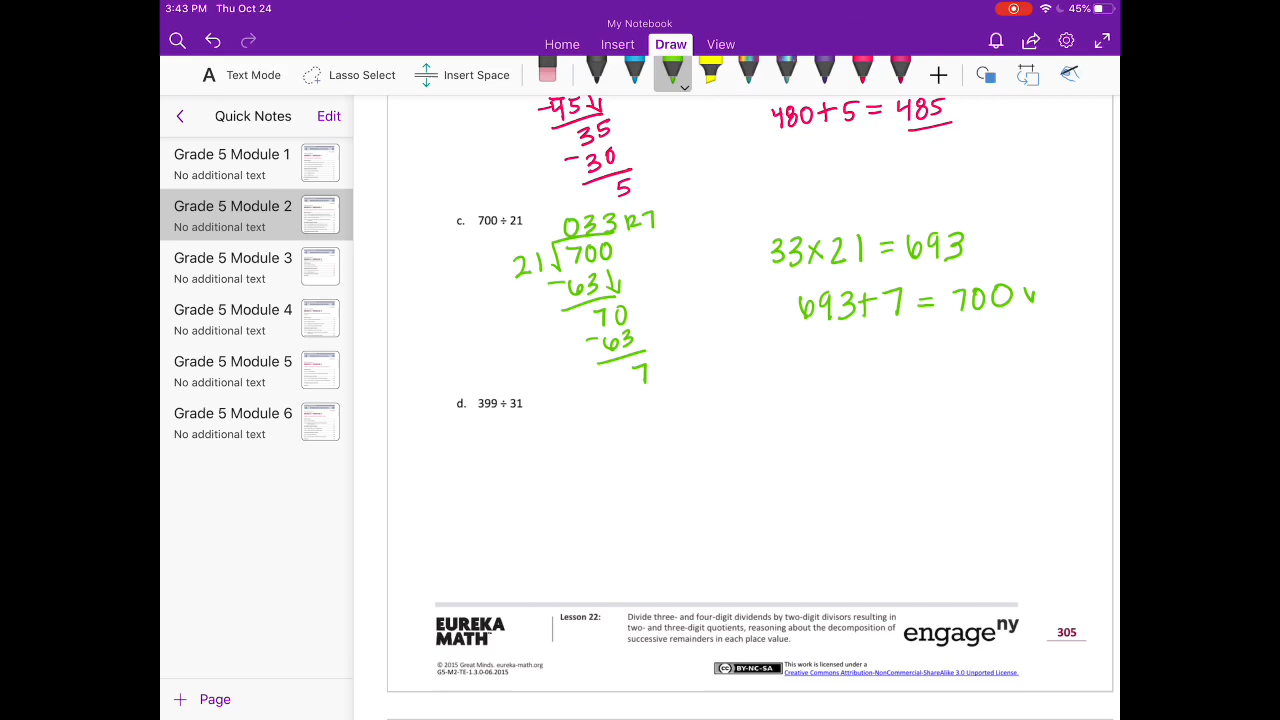 3:43 PM Thu Oct 24
45%
My Notebook
Home Insert Draw View
A Text Mode Lasso Select Insert Space
Quick Notes Edit
Grade 5 Module 1
No additional text
Grade 5 Module 2
No additional text
Grade 5 Module 3
No additional text
Grade 5 Module 4
No additional text
Grade 5 Module 5
No additional text
Grade 5 Module 6
No additional text
+ Page
-45↓
35
-30
5
480+5 = 485
c. 700 ÷ 21
033 R7
21 √700
-63↓
70
-63
7
33×21 = 693
693+7 = 700
d. 399 ÷ 31
EUREKA
MATH™
Lesson 22:
Divide three- and four-digit dividends by two-digit divisors resulting in
two- and three-digit quotients, reasoning about the decomposition of
successive remainders in each place value.
engageny
305
© 2015 Great Minds. eureka-math.org
G5-M2-TE-1.3.0-06.2015
cc BY-NC-SA
This work is licensed under a
Creative Commons Attribution-NonCommercial-ShareAlike 3.0 Unported License.